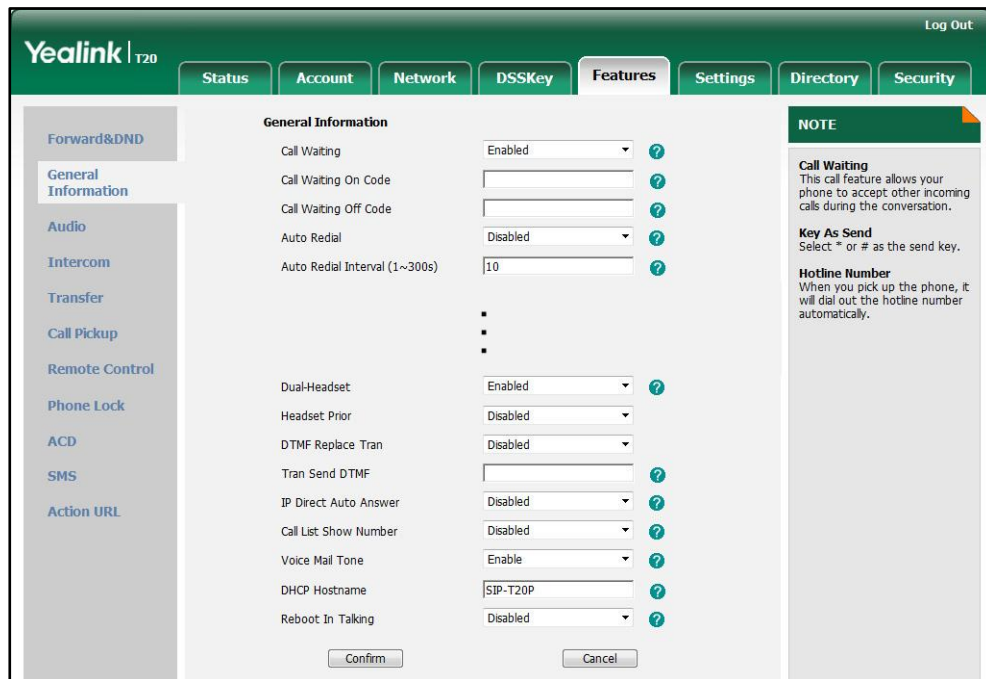 Log Out
Yealink T20
Status Account Network DSSKey Features Settings Directory Security
Forward&DND
General
Information
Audio
Intercom
Transfer
Call Pickup
Remote Control
Phone Lock
ACD
SMS
Action URL
General Information
Call Waiting Enabled ?
Call Waiting On Code ?
Call Waiting Off Code ?
Auto Redial Disabled ?
Auto Redial Interval (1~300s) 10 ?
Dual-Headset Enabled ?
Headset Prior Disabled
DTMF Replace Tran Disabled
Tran Send DTMF ?
IP Direct Auto Answer Disabled ?
Call List Show Number Disabled ?
Voice Mail Tone Enable ?
DHCP Hostname SIP-T20P ?
Reboot In Talking Disabled ?
Confirm Cancel
NOTE
Call Waiting
This call feature allows your
phone to accept other incoming
calls during the conversation.
Key As Send
Select * or # as the send key.
Hotline Number
When you pick up the phone, it
will dial out the hotline number
automatically.